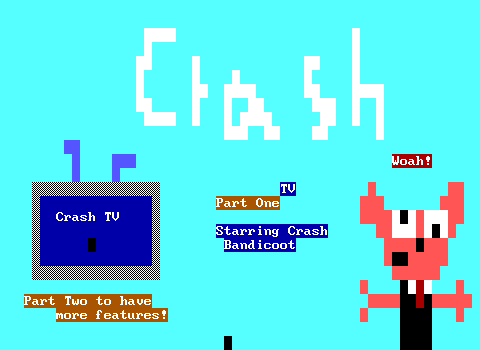 Crash
Woah!
TV
Part One
Crash TV
Starring Crash
Bandicoot
Part Two to have
more features!